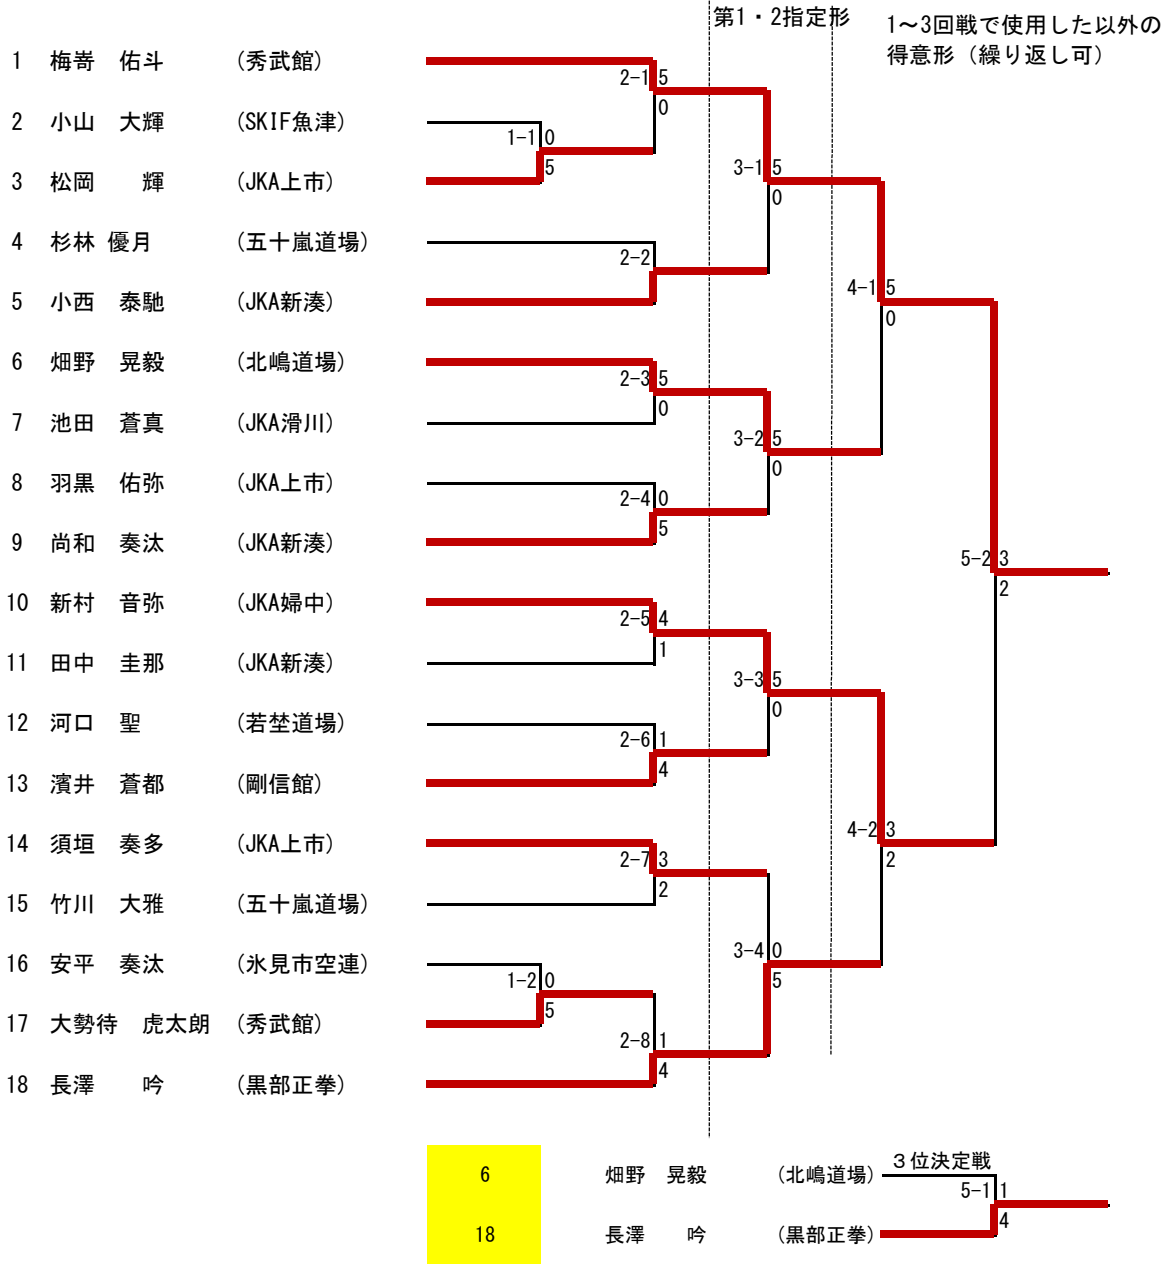 第1・2指定形
1～3回戦で使用した以外の
得意形（繰り返し可）
1 梅嵜 佑斗 (秀武館)
2-1 5
0
2 小山 大輝 (SKIF魚津)
1-1 0
5
3 松岡 輝 (JKA上市)
3-1 5
0
4 杉林 優月 (五十嵐道場)
2-2
5 小西 泰馳 (JKA新湊)
4-1 5
0
6 畑野 晃毅 (北嶋道場)
2-3 5
0
7 池田 蒼真 (JKA滑川)
3-2 5
0
8 羽黒 佑弥 (JKA上市)
2-4 0
5
9 尚和 奏汰 (JKA新湊)
5-2 3
2
10 新村 音弥 (JKA婦中)
2-5 4
1
11 田中 圭那 (JKA新湊)
3-3 5
0
12 河口 聖 (若埜道場)
2-6 1
4
13 濱井 蒼都 (剛信館)
4-2 3
2
14 須垣 奏多 (JKA上市)
2-7 3
2
15 竹川 大雅 (五十嵐道場)
3-4 0
5
16 安平 奏汰 (氷見市空連)
1-2 0
5
17 大勢待 虎太朗 (秀武館)
2-8 1
4
18 長澤 吟 (黒部正拳)
３位決定戦
6 畑野 晃毅 (北嶋道場)
5-1 1
4
18 長澤 吟 (黒部正拳)